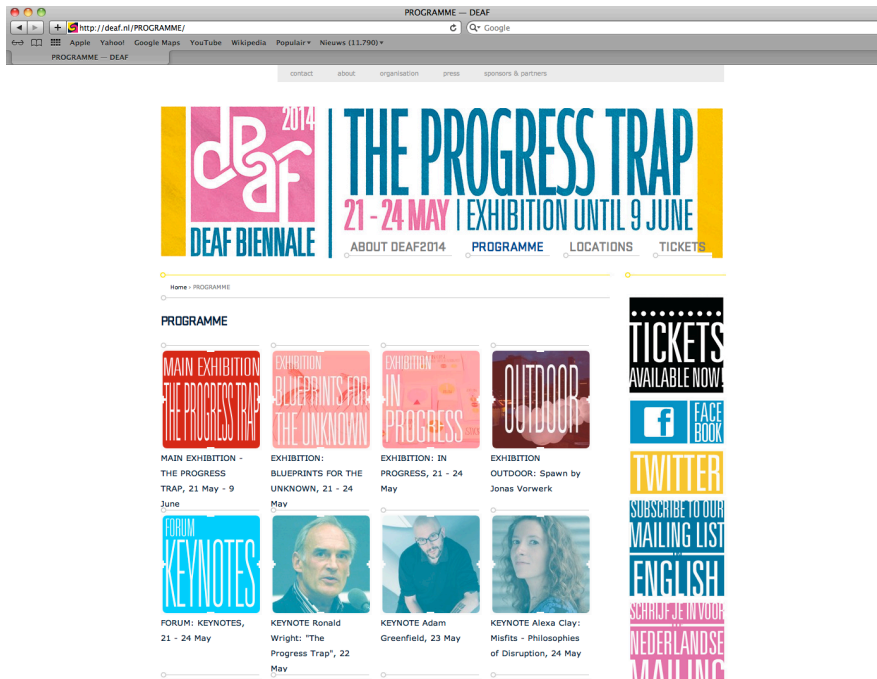 PROGRAMME — DEAF
http://deaf.nl/PROGRAMME/
Google
Apple Yahoo! Google Maps YouTube Wikipedia Populair Nieuws (11.790)
PROGRAMME — DEAF
contact about organisation press sponsors & partners
2014
deaf
DEAF BIENNALE
THE PROGRESS TRAP
21 - 24 MAY | EXHIBITION UNTIL 9 JUNE
ABOUT DEAF2014 PROGRAMME LOCATIONS TICKETS
Home › PROGRAMME
PROGRAMME
MAIN EXHIBITION
THE PROGRESS TRAP
MAIN EXHIBITION -
THE PROGRESS
TRAP, 21 May - 9
June
EXHIBITION
BLUEPRINTS FOR
THE UNKNOWN
EXHIBITION:
BLUEPRINTS FOR THE
UNKNOWN, 21 - 24
May
EXHIBITION
IN
PROGRESS
EXHIBITION: IN
PROGRESS, 21 - 24
May
OUTDOOR
EXHIBITION
OUTDOOR: Spawn by
Jonas Vorwerk
FORUM
KEYNOTES
FORUM: KEYNOTES,
21 - 24 May
KEYNOTE Ronald
Wright: "The
Progress Trap", 22
May
KEYNOTE Adam
Greenfield, 23 May
KEYNOTE Alexa Clay:
Misfits - Philosophies
of Disruption, 24 May
TICKETS
AVAILABLE NOW!
f
FACE
BOOK
TWITTER
SUBSCRIBE TO OUR
MAILING LIST
ENGLISH
SCHRIJF JE IN VOOR
NEDERLANDSE
MAILING